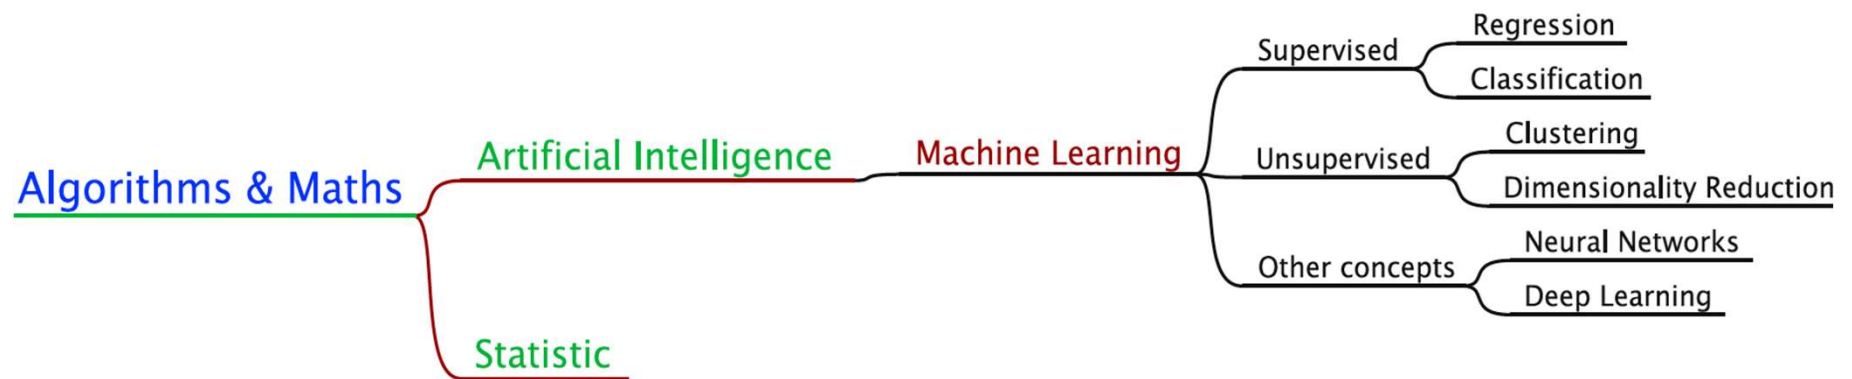 Algorithms & Maths
Artificial Intelligence
Machine Learning
Supervised
Regression
Classification
Unsupervised
Clustering
Dimensionality Reduction
Other concepts
Neural Networks
Deep Learning
Statistic